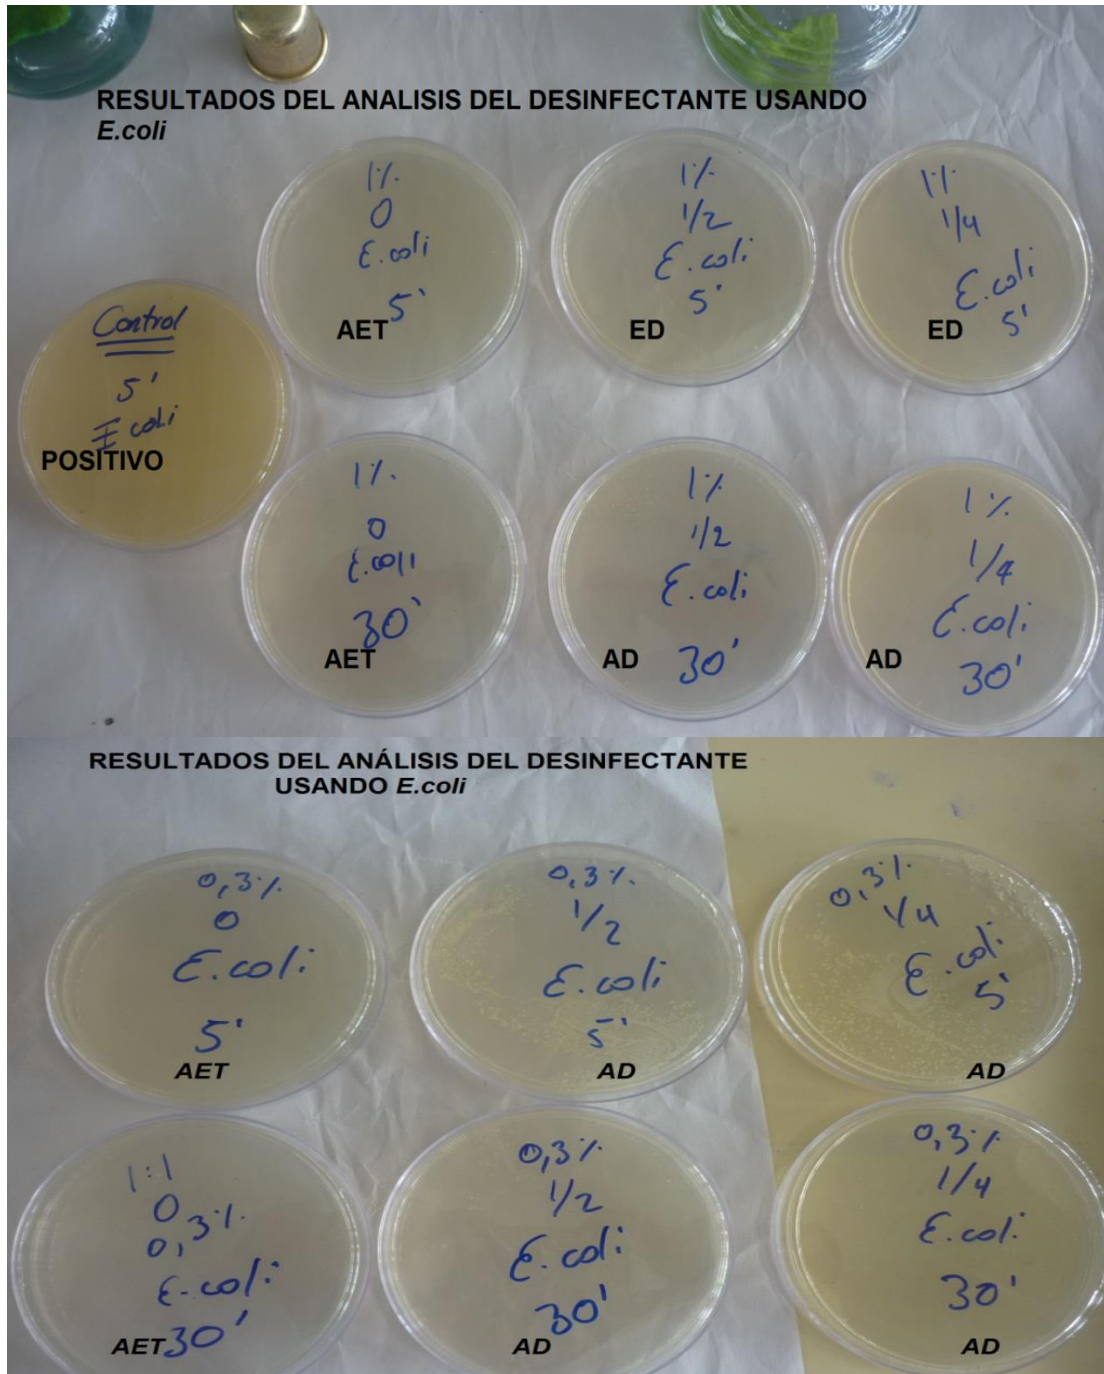 RESULTADOS DEL ANALISIS DEL DESINFECTANTE USANDO
E.coli
1%
0
E.coli
5'
AET
1%
1/2
E.coli
5'
ED
1%
1/4
E.coli
5'
ED
Control
5'
E coli
POSITIVO
1%
0
E.coli
30'
AET
1%
1/2
E.coli
30'
AD
1%
1/4
E.coli
30'
AD
RESULTADOS DEL ANÁLISIS DEL DESINFECTANTE
USANDO E.coli
0,3%
0
E.coli
5'
AET
0,3%
1/2
E.coli
5'
AD
0,3%
1/4
E.coli
5'
AD
1:1
0
0,3%
E-coli
30'
AET
0,3%
1/2
E.coli
30'
AD
0,3%
1/4
E.coli
30'
AD